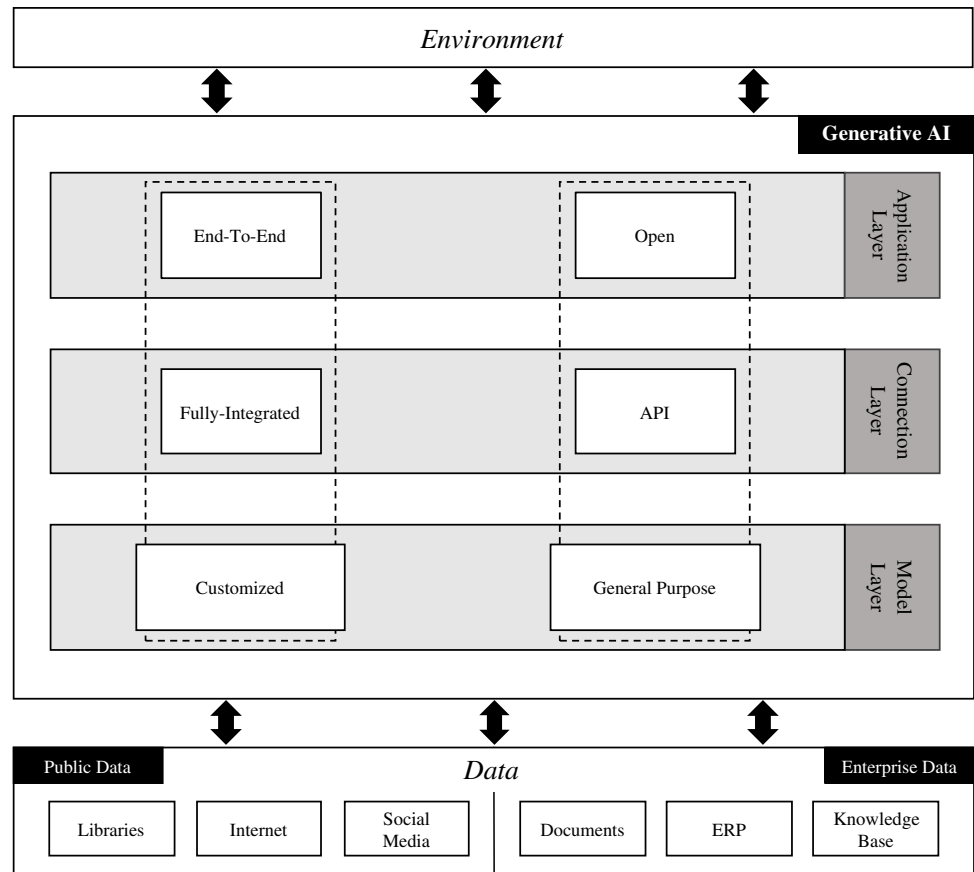 Environment
Generative AI
End-To-End
Open
Application
Layer
Fully-Integrated
API
Connection
Layer
Customized
General Purpose
Model
Layer
Public Data
Data
Enterprise Data
Libraries
Internet
Social
Media
Documents
ERP
Knowledge
Base